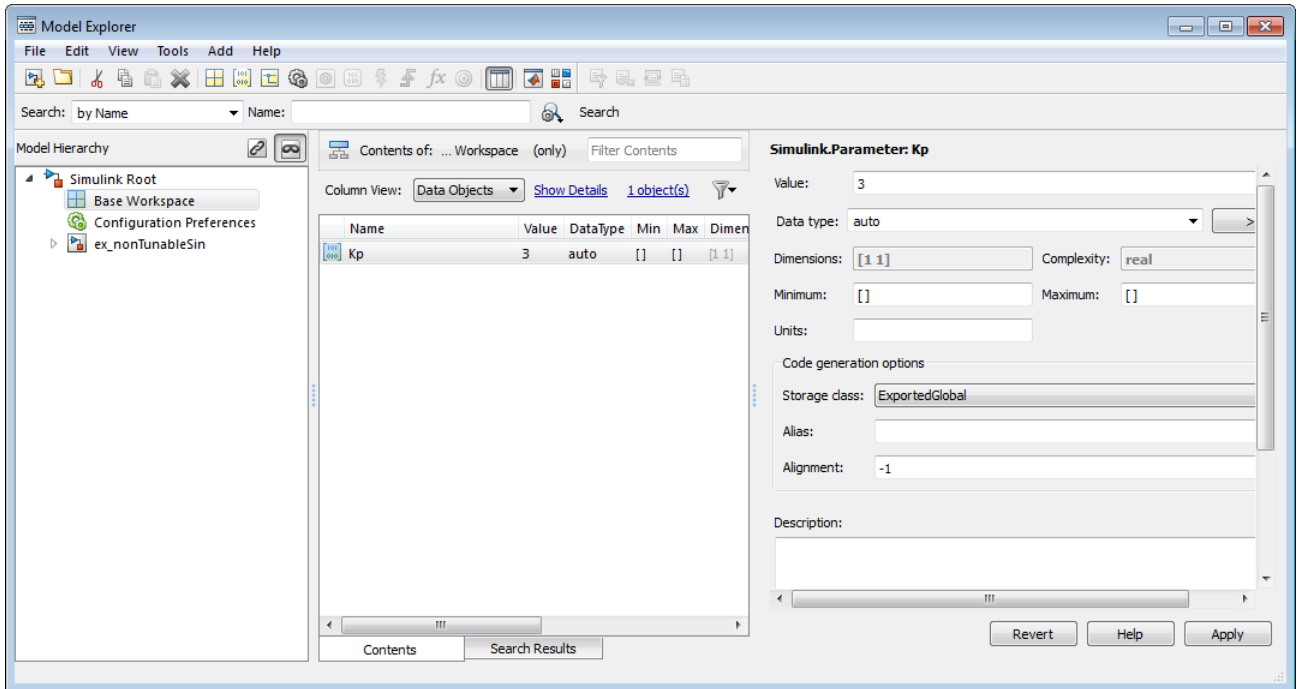 Model Explorer
File Edit View Tools Add Help
fx
Search: by Name Name: Search
Model Hierarchy
Simulink Root
Base Workspace
Configuration Preferences
ex_nonTunableSin
Contents of: ... Workspace (only) Filter Contents
Column View: Data Objects Show Details 1 object(s)
Name Value DataType Min Max Dimen
Kp 3 auto [] [] [1 1]
Contents Search Results
Simulink.Parameter: Kp
Value: 3
Data type: auto >
Dimensions: [1 1] Complexity: real
Minimum: [] Maximum: []
Units:
Code generation options
Storage class: ExportedGlobal
Alias:
Alignment: -1
Description:
Revert Help Apply